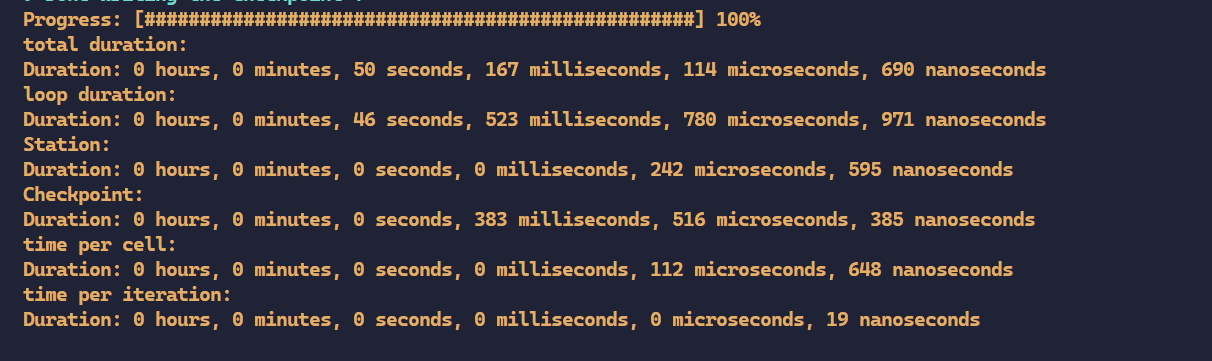 Progress: [##################################################] 100%
total duration:
Duration: 0 hours, 0 minutes, 50 seconds, 167 milliseconds, 114 microseconds, 690 nanoseconds
loop duration:
Duration: 0 hours, 0 minutes, 46 seconds, 523 milliseconds, 780 microseconds, 971 nanoseconds
Station:
Duration: 0 hours, 0 minutes, 0 seconds, 0 milliseconds, 242 microseconds, 595 nanoseconds
Checkpoint:
Duration: 0 hours, 0 minutes, 0 seconds, 383 milliseconds, 516 microseconds, 385 nanoseconds
time per cell:
Duration: 0 hours, 0 minutes, 0 seconds, 0 milliseconds, 112 microseconds, 648 nanoseconds
time per iteration:
Duration: 0 hours, 0 minutes, 0 seconds, 0 milliseconds, 0 microseconds, 19 nanoseconds